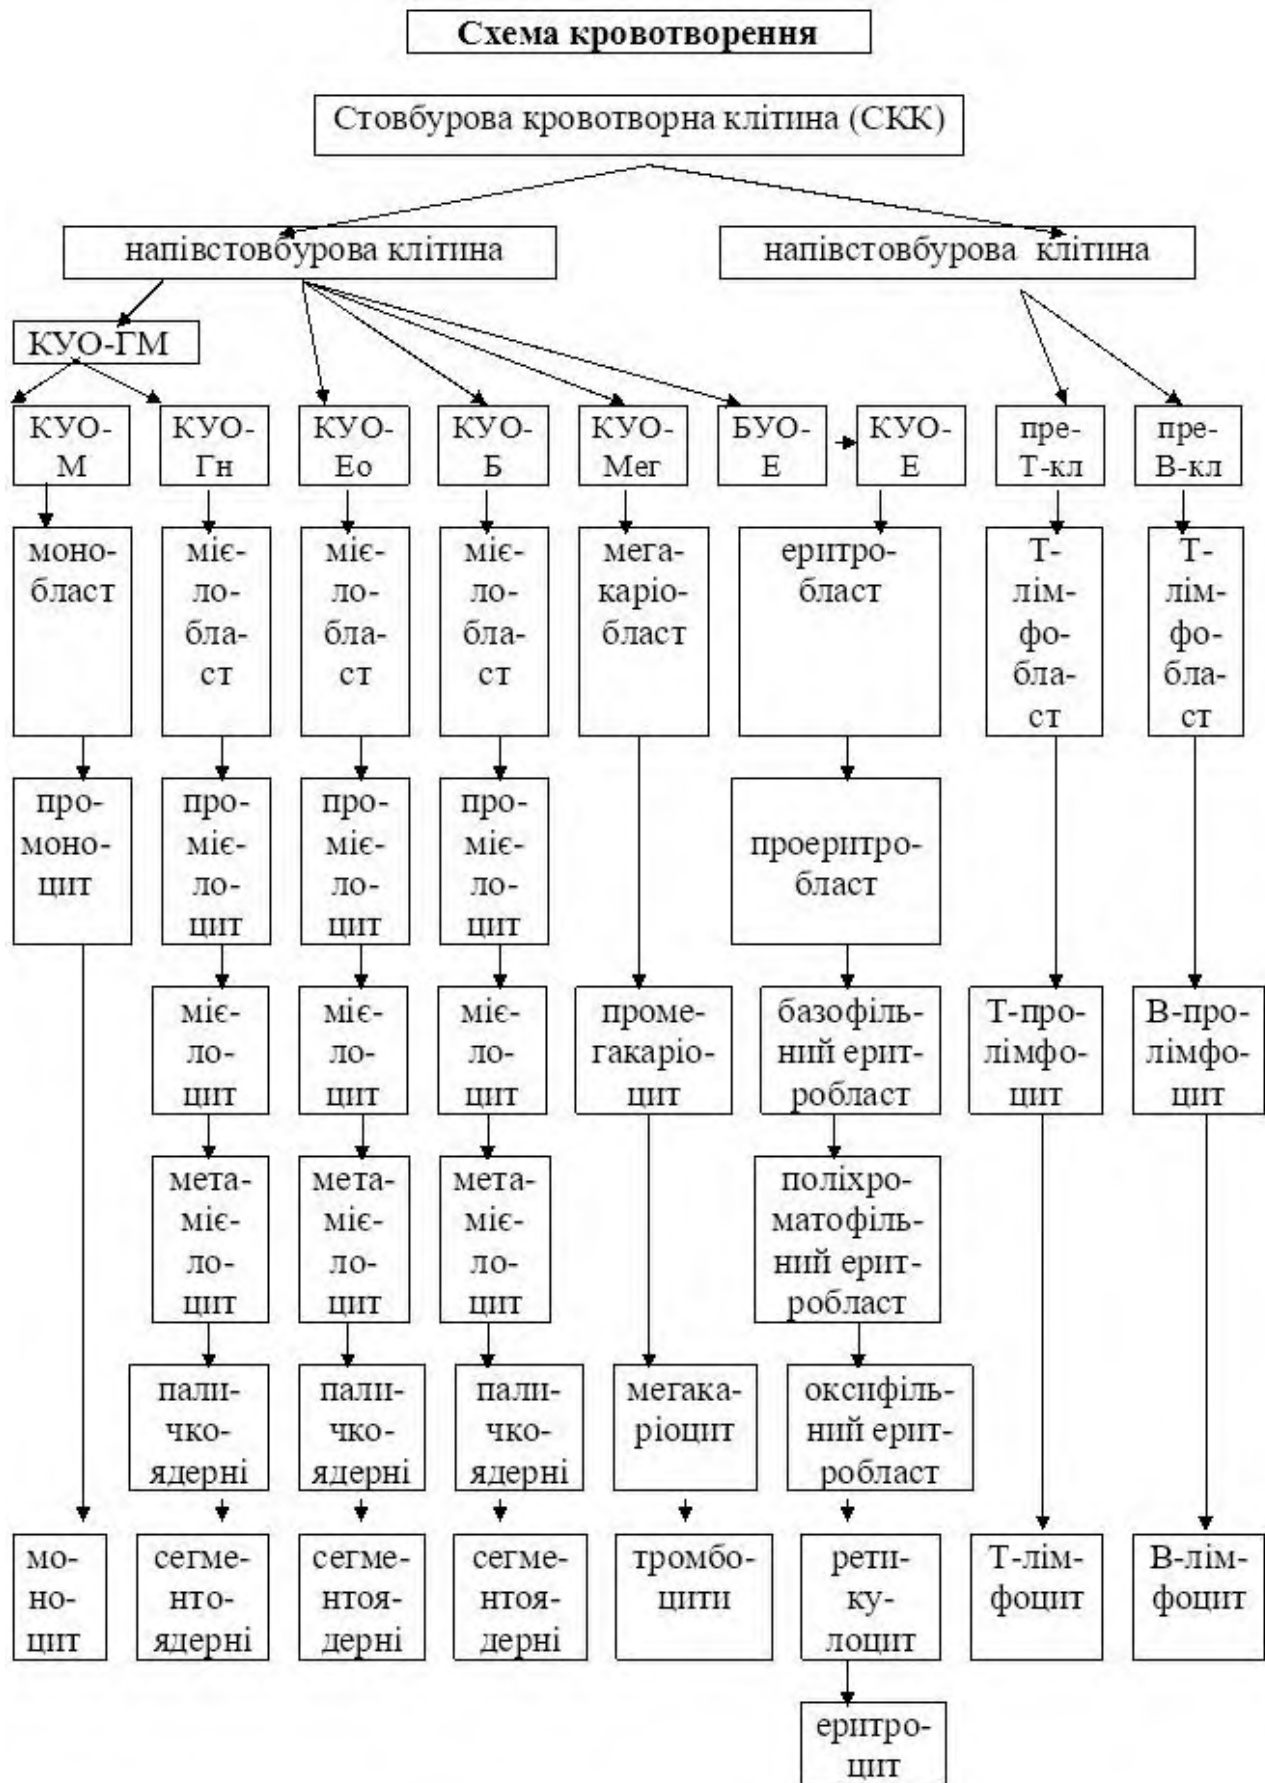 Схема кровотворення
Стовбурова кровотворна клітина (СКК)
напівстовбурова клітина
напівстовбурова клітина
КУО-ГМ
КУО-
М
КУО-
Гн
КУО-
Ео
КУО-
Б
КУО-
Мег
БУО-
Е
КУО-
Е
пре-
Т-кл
пре-
В-кл
моно-
бласт
міє-
ло-
бла-
ст
міє-
ло-
бла-
ст
міє-
ло-
бла-
ст
мега-
каріо-
бласт
еритро-
бласт
Т-
лім-
фо-
бла-
ст
Т-
лім-
фо-
бла-
ст
про-
моно-
цит
про-
міє-
ло-
цит
про-
міє-
ло-
цит
про-
міє-
ло-
цит
проеритро-
бласт
міє-
ло-
цит
міє-
ло-
цит
міє-
ло-
цит
проме-
гакаріо-
цит
базофіль-
ний ерит-
робласт
Т-про-
лімфо-
цит
В-про-
лімфо-
цит
мета-
міє-
ло-
цит
мета-
міє-
ло-
цит
мета-
міє-
ло-
цит
поліхро-
матофіль-
ний ерит-
робласт
пали-
чко-
ядерні
пали-
чко-
ядерні
пали-
чко-
ядерні
мегака-
ріоцит
оксифіль-
ний ерит-
робласт
мо-
но-
цит
сегме-
нто-
ядерні
сегме-
нтоя-
дерні
сегме-
нтоя-
дерні
тромбо-
цити
рети-
ку-
лоцит
Т-лім-
фоцит
В-лім-
фоцит
еритро-
цит